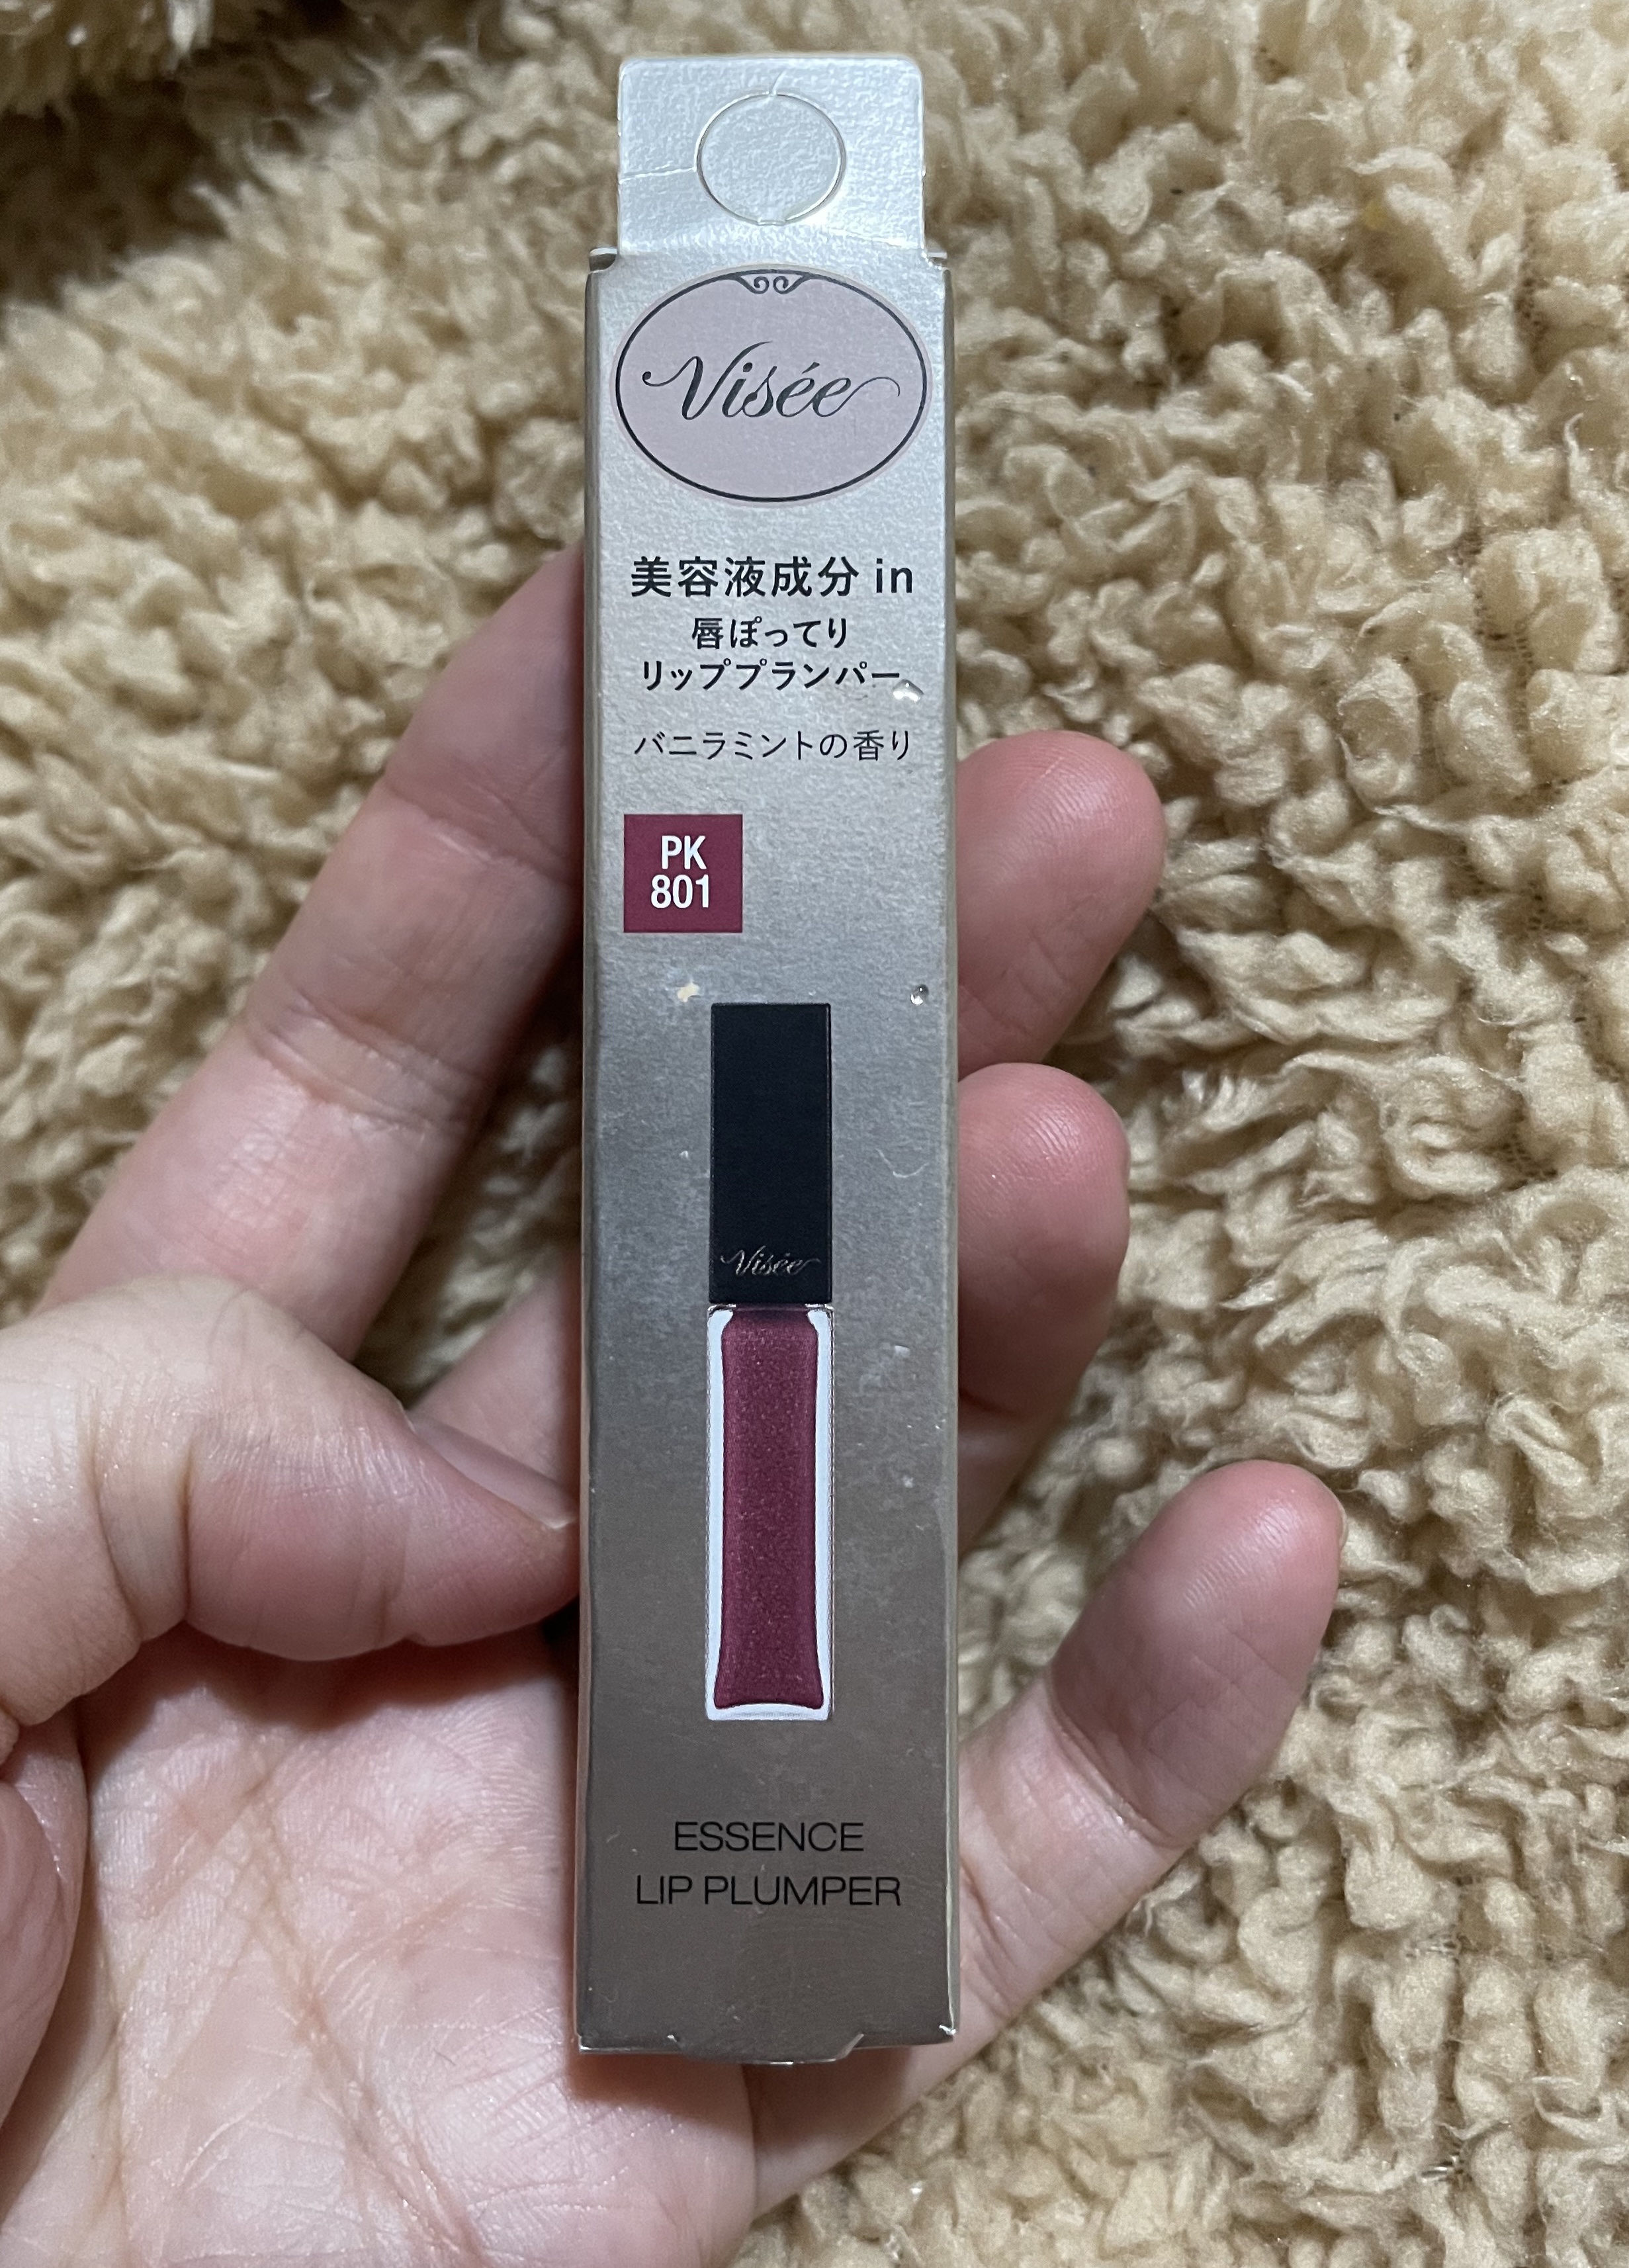 Visée
美容液成分 in
唇ぽってり
リッププランパー
バニラミントの香り
PK
801
Visée
ESSENCE
LIP PLUMPER